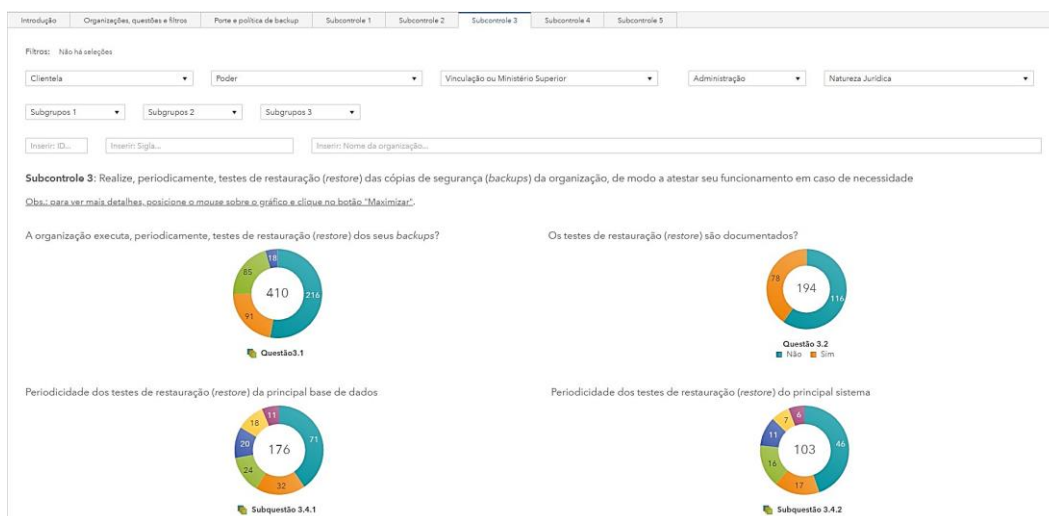 Introdução Organizações, questões e filtros Porte e política de backup Subcontrole 1 Subcontrole 2 Subcontrole 3 Subcontrole 4 Subcontrole 5
Filtros: Não há seleções
Clientela Poder Vinculação ou Ministério Superior Administração Natureza Jurídica
Subgrupos 1 Subgrupos 2 Subgrupos 3
Inserir: ID... Inserir: Sigla... Inserir: Nome da organização...
Subcontrole 3: Realize, periodicamente, testes de restauração (restore) das cópias de segurança (backups) da organização, de modo a atestar seu funcionamento em caso de necessidade
Obs.: para ver mais detalhes, posicione o mouse sobre o gráfico e clique no botão "Maximizar".
A organização executa, periodicamente, testes de restauração (restore) dos seus backups?
18
85
410
216
91
Questão3.1
Os testes de restauração (restore) são documentados?
78
194
116
Questão 3.2
Não Sim
Periodicidade dos testes de restauração (restore) da principal base de dados
11
18
71
20
176
24
32
Subquestão 3.4.1
Periodicidade dos testes de restauração (restore) do principal sistema
6
7
11
46
103
16
17
Subquestão 3.4.2